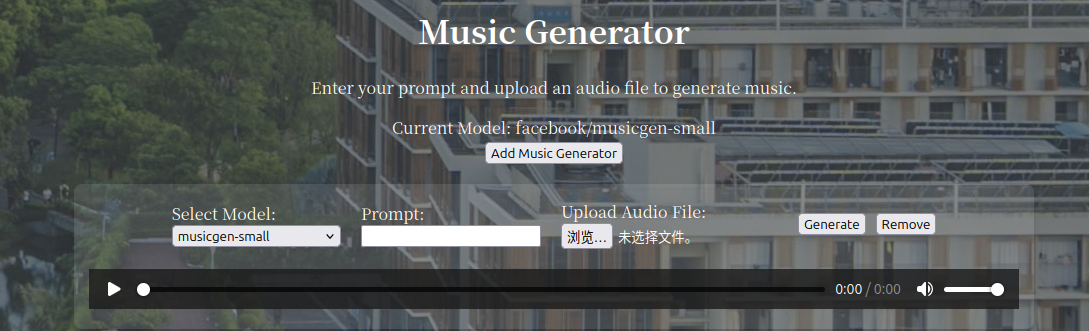 Music Generator
Enter your prompt and upload an audio file to generate music.
Current Model: facebook/musicgen-small
Add Music Generator
Select Model:
Prompt:
Upload Audio File:
musicgen-small
浏览…
未选择文件。
Generate
Remove
0:00 / 0:00